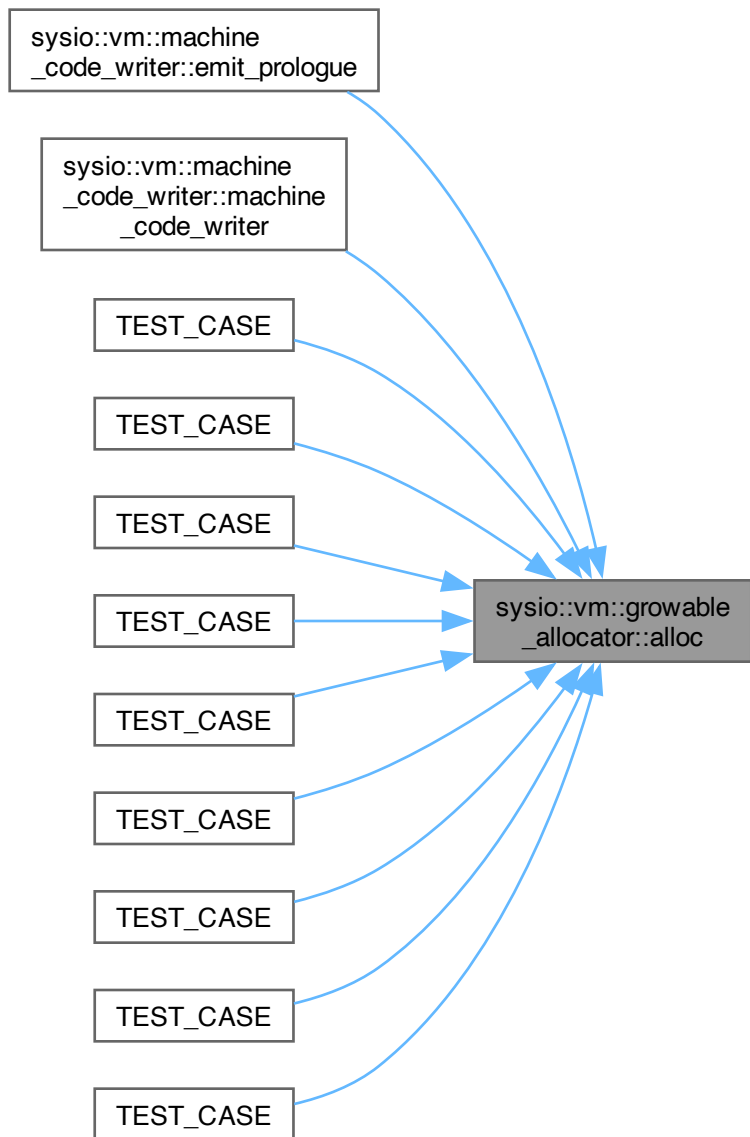 sysio::vm::machine
_code_writer::emit_prologue
sysio::vm::machine
_code_writer::machine
_code_writer
TEST_CASE
TEST_CASE
TEST_CASE
TEST_CASE
TEST_CASE
TEST_CASE
TEST_CASE
TEST_CASE
TEST_CASE
sysio::vm::growable
_allocator::alloc